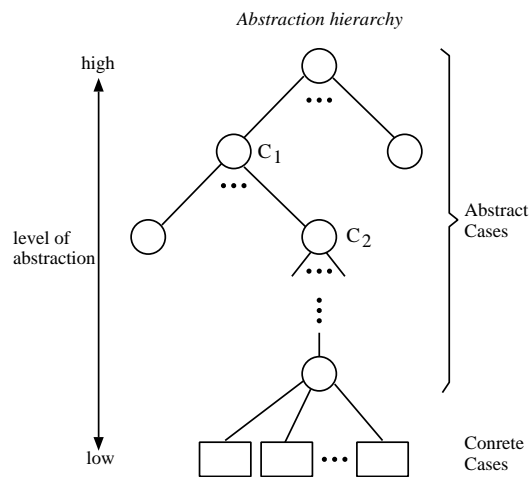 Abstraction hierarchy
high
C1
C2
level of
abstraction
Abstract
Cases
low
Conrete
Cases